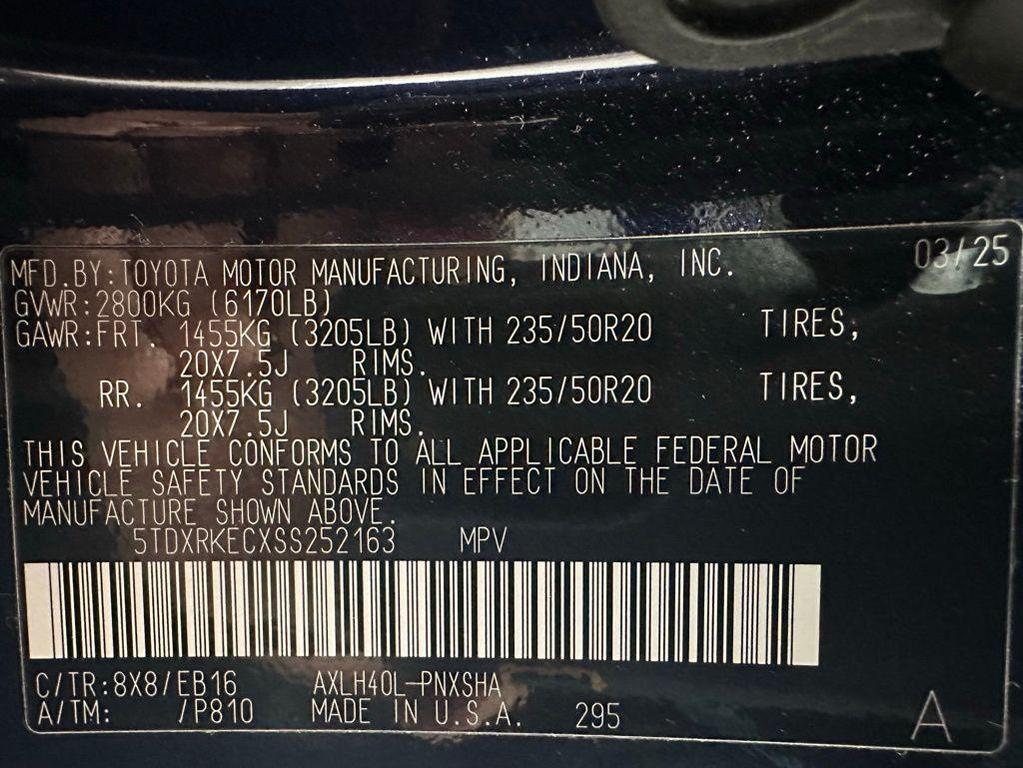 03/25
MFD.BY:TOYOTA MOTOR MANUFACTURING, INDIANA, INC.
GVWR:2800KG (6170LB)
GAWR:FRT. 1455KG (3205LB) WITH 235/50R20 TIRES,
20X7.5J RIMS.
RR. 1455KG (3205LB) WITH 235/50R20 TIRES,
20X7.5J RIMS.
THIS VEHICLE CONFORMS TO ALL APPLICABLE FEDERAL MOTOR
VEHICLE SAFETY STANDARDS IN EFFECT ON THE DATE OF
MANUFACTURE SHOWN ABOVE.
5TDXRKECXSS252163 MPV
C/TR:8X8/EB16 AXLH40L-PNXSHA
A/TM: /P810 MADE IN U.S.A. 295
A